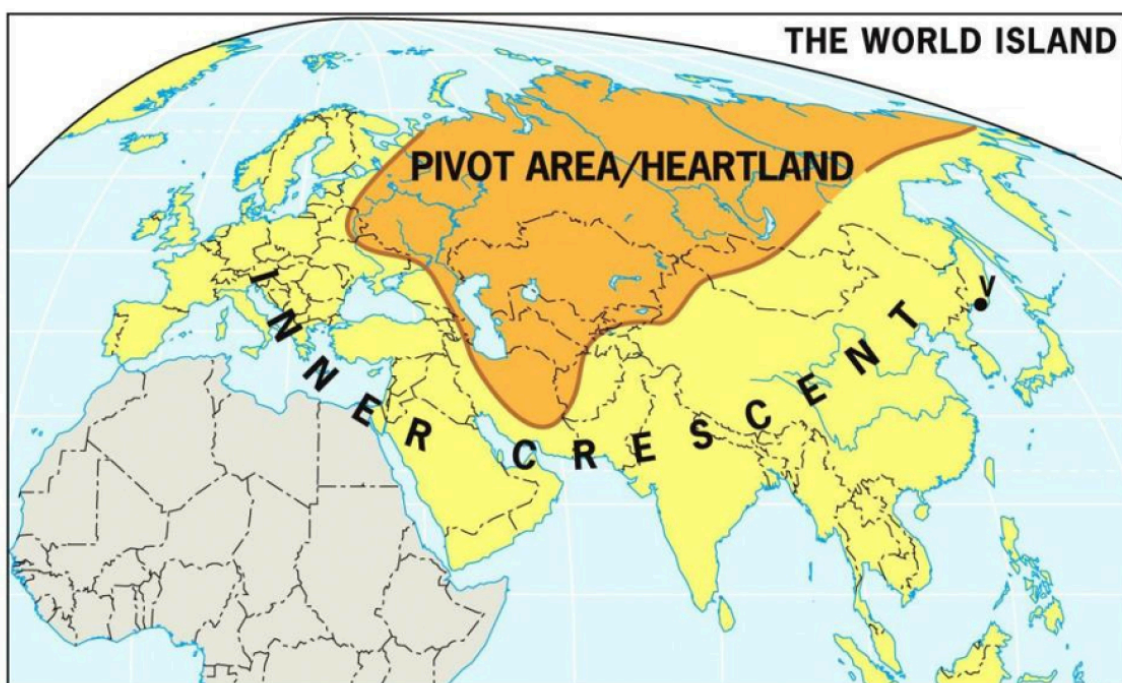 THE WORLD ISLAND
PIVOT AREA/HEARTLAND
INNER CRESCENT
V